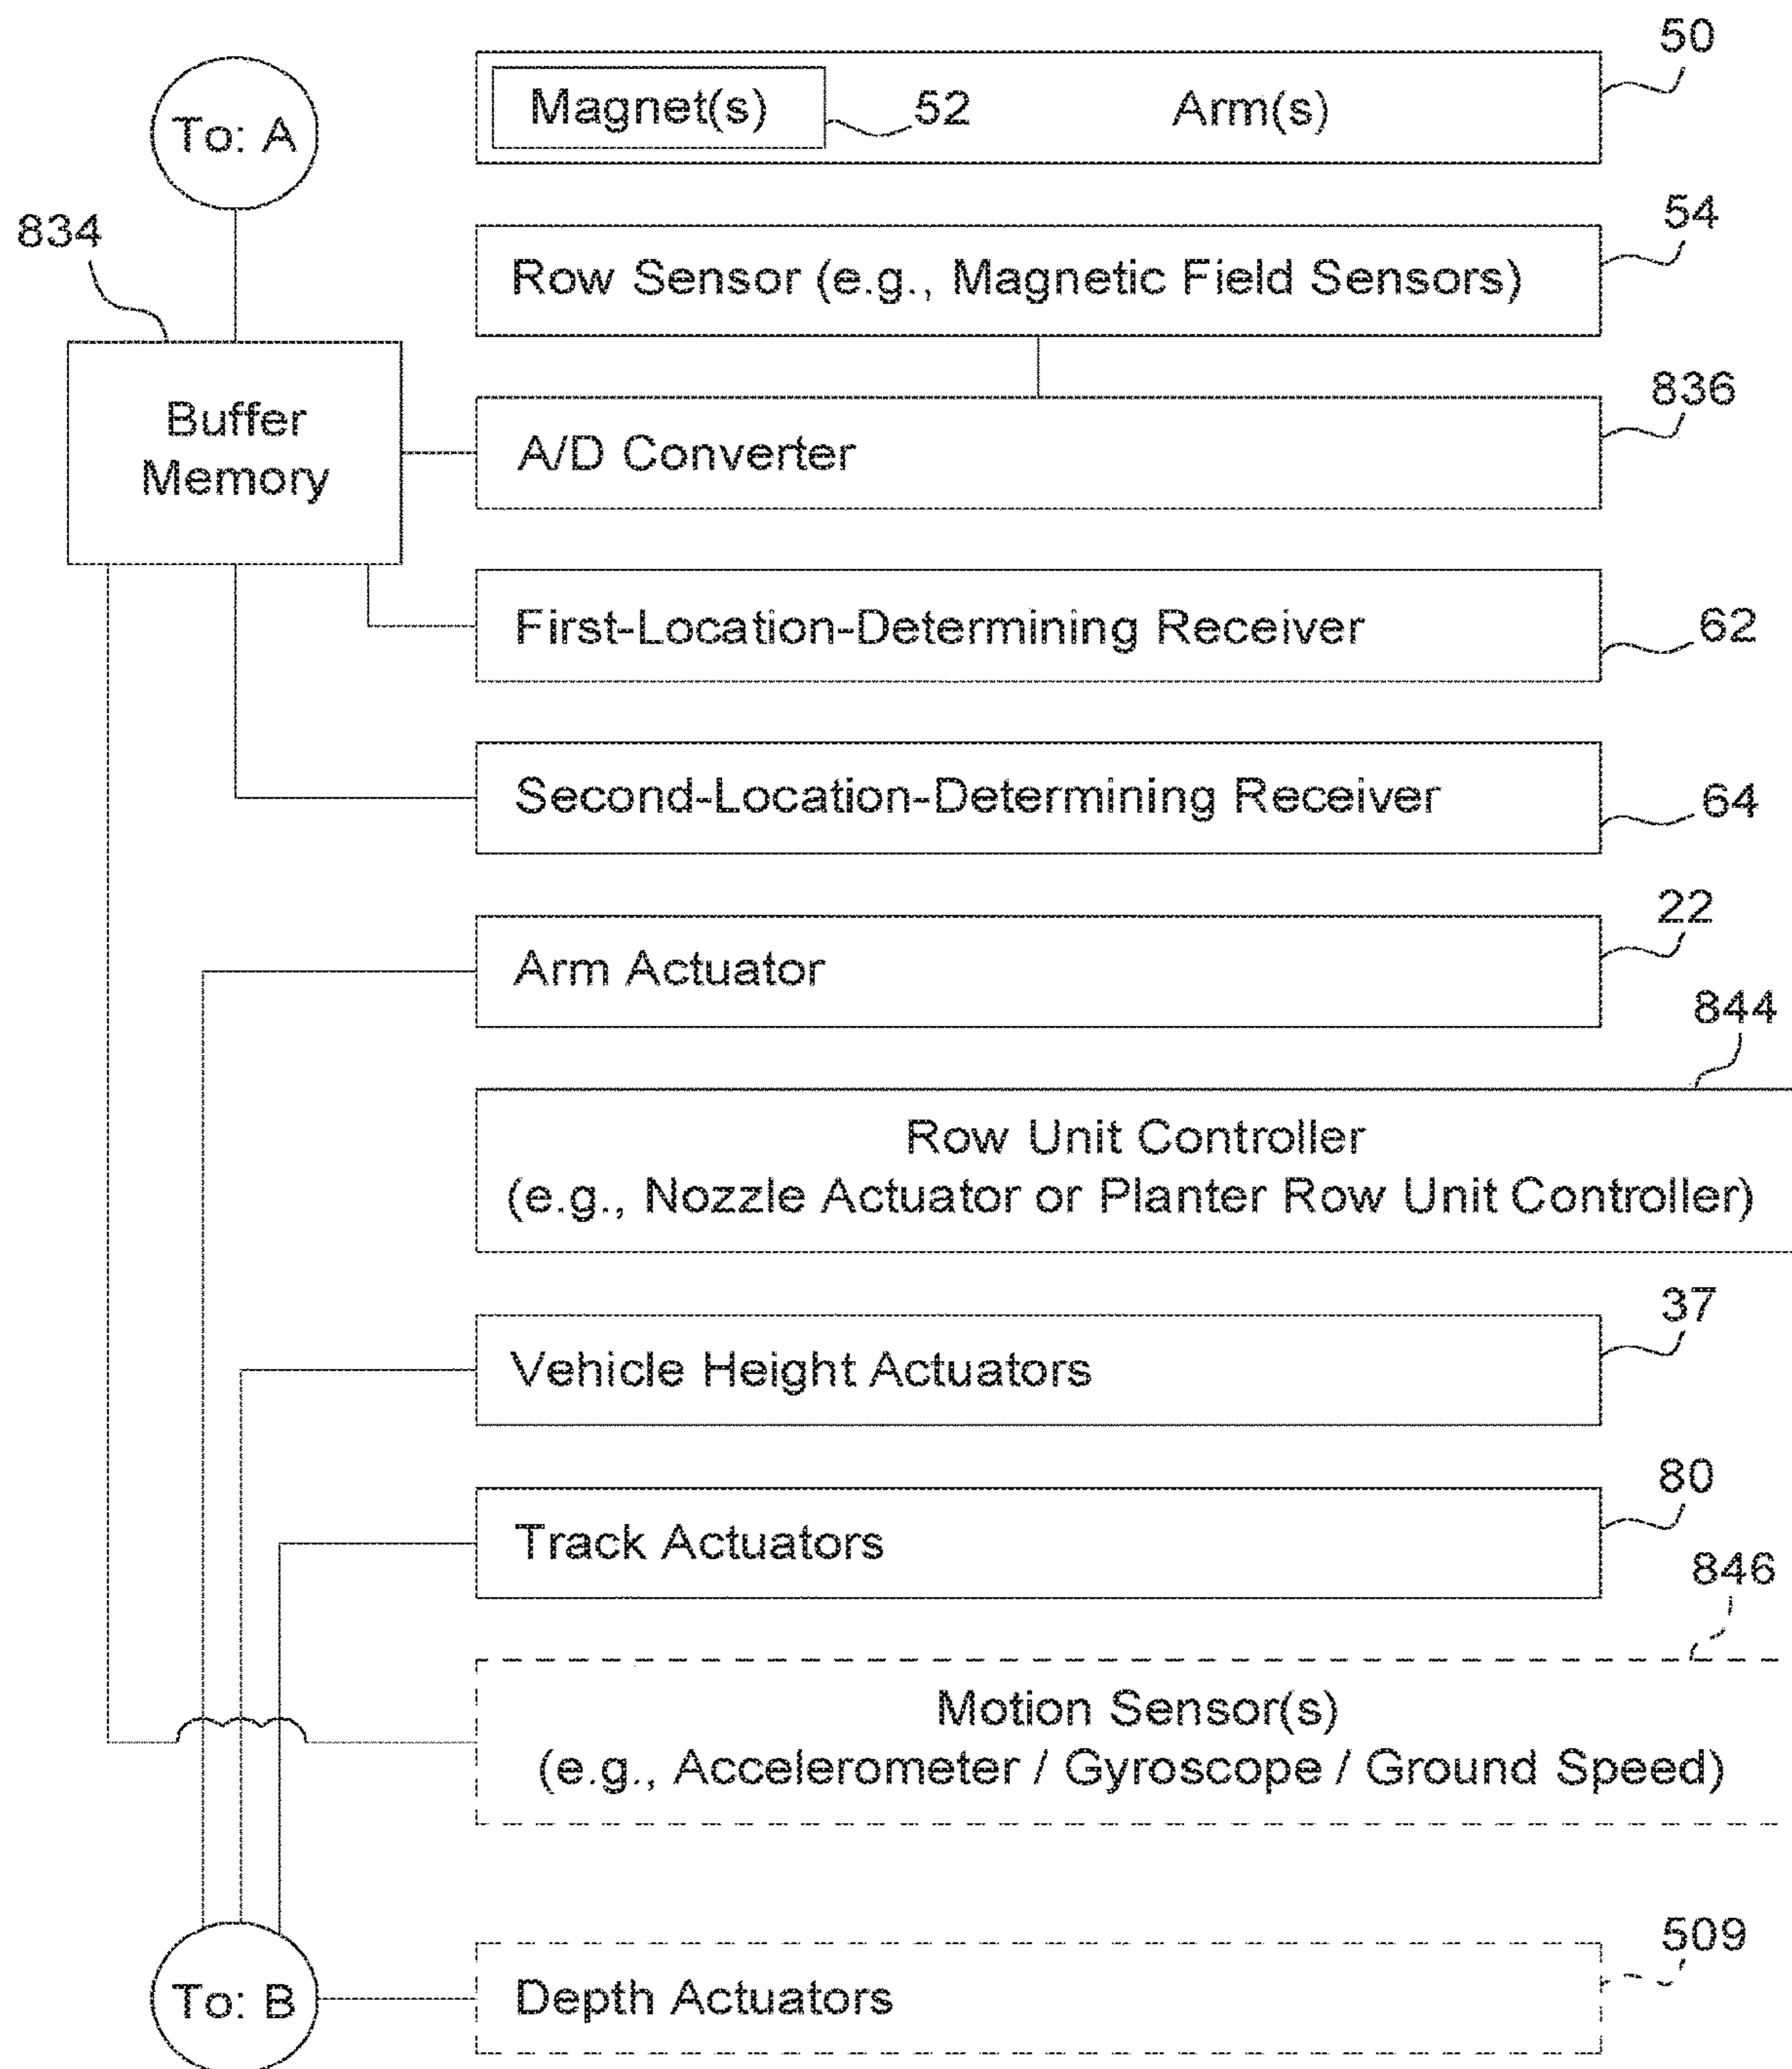 50
Magnet(s)
52
Arm(s)
To: A
54
834
Row Sensor (e.g., Magnetic Field Sensors)
836
Buffer
Memory
A/D Converter
62
First-Location-Determining Receiver
64
Second-Location-Determining Receiver
22
Arm Actuator
844
Row Unit Controller
(e.g., Nozzle Actuator or Planter Row Unit Controller)
37
Vehicle Height Actuators
80
Track Actuators
846
Motion Sensor(s)
(e.g., Accelerometer / Gyroscope / Ground Speed)
509
To: B
Depth Actuators